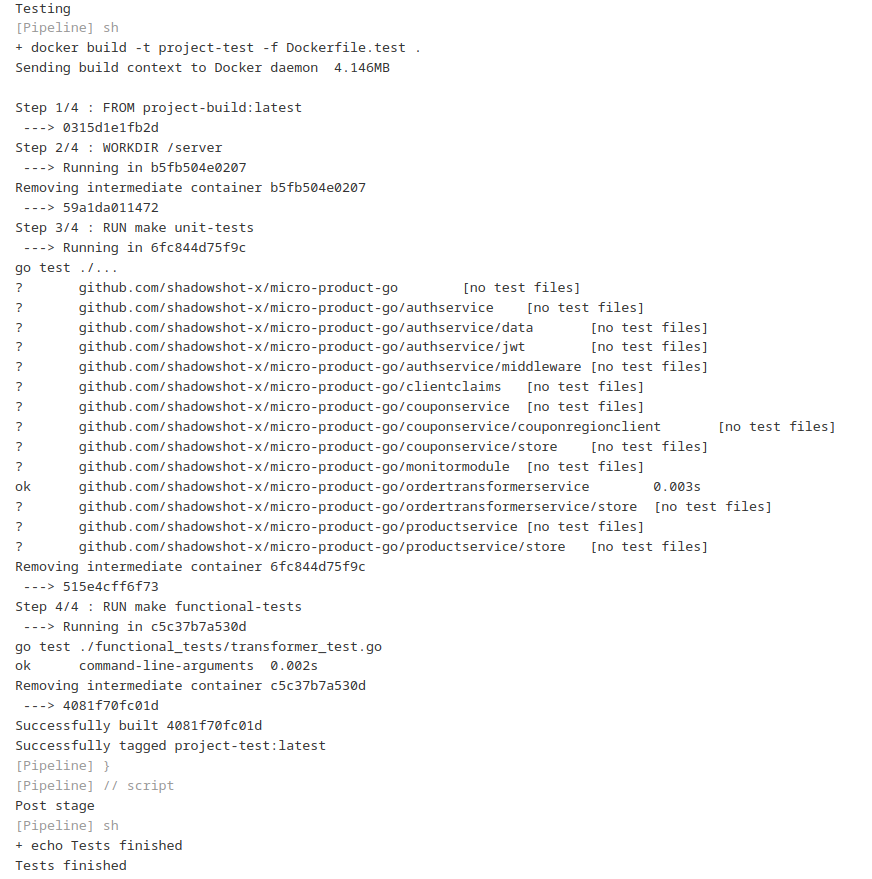 Testing
[Pipeline] sh
+ docker build -t project-test -f Dockerfile.test .
Sending build context to Docker daemon  4.146MB

Step 1/4 : FROM project-build:latest
 ---> 0315d1e1fb2d
Step 2/4 : WORKDIR /server
 ---> Running in b5fb504e0207
Removing intermediate container b5fb504e0207
 ---> 59a1da011472
Step 3/4 : RUN make unit-tests
 ---> Running in 6fc844d75f9c
go test ./...
?       github.com/shadowshot-x/micro-product-go        [no test files]
?       github.com/shadowshot-x/micro-product-go/authservice    [no test files]
?       github.com/shadowshot-x/micro-product-go/authservice/data       [no test files]
?       github.com/shadowshot-x/micro-product-go/authservice/jwt        [no test files]
?       github.com/shadowshot-x/micro-product-go/authservice/middleware [no test files]
?       github.com/shadowshot-x/micro-product-go/clientclaims   [no test files]
?       github.com/shadowshot-x/micro-product-go/couponservice  [no test files]
?       github.com/shadowshot-x/micro-product-go/couponservice/couponregionclient       [no test files]
?       github.com/shadowshot-x/micro-product-go/couponservice/store    [no test files]
?       github.com/shadowshot-x/micro-product-go/monitormodule  [no test files]
ok      github.com/shadowshot-x/micro-product-go/ordertransformerservice        0.003s
?       github.com/shadowshot-x/micro-product-go/ordertransformerservice/store  [no test files]
?       github.com/shadowshot-x/micro-product-go/productservice [no test files]
?       github.com/shadowshot-x/micro-product-go/productservice/store   [no test files]
Removing intermediate container 6fc844d75f9c
 ---> 515e4cff6f73
Step 4/4 : RUN make functional-tests
 ---> Running in c5c37b7a530d
go test ./functional_tests/transformer_test.go
ok      command-line-arguments  0.002s
Removing intermediate container c5c37b7a530d
 ---> 4081f70fc01d
Successfully built 4081f70fc01d
Successfully tagged project-test:latest
[Pipeline] }
[Pipeline] // script
Post stage
[Pipeline] sh
+ echo Tests finished
Tests finished